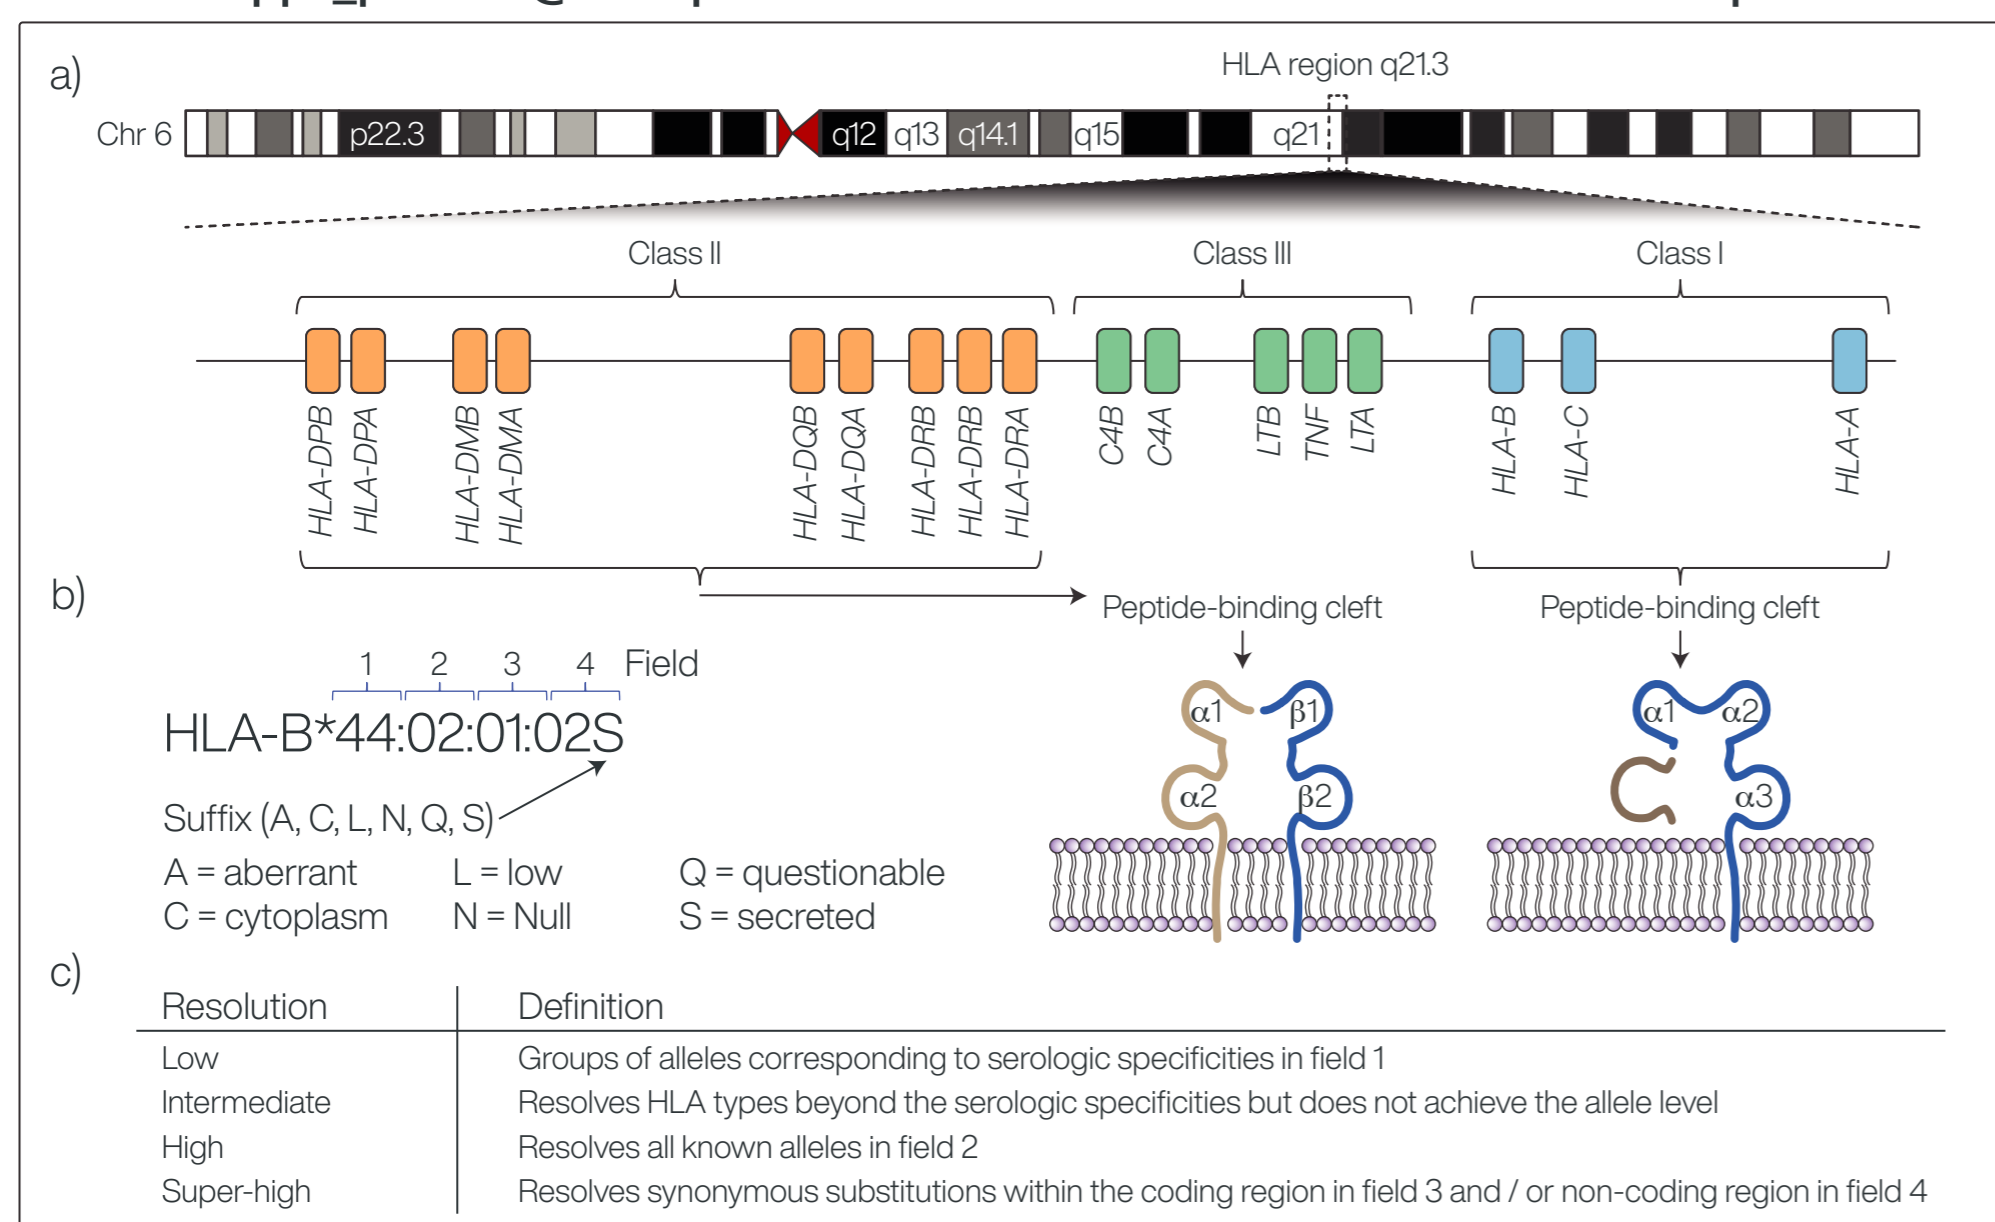 a)
HLA region q21.3
Chr 6
p22.3
q12
q13
q14.1
q15
q21
Class II
Class III
Class I
HLA-DPB
HLA-DPA
HLA-DMB
HLA-DMA
HLA-DQB
HLA-DQA
HLA-DRB
HLA-DRB
HLA-DRA
C4B
C4A
LTB
TNF
LTA
HLA-B
HLA-C
HLA-A
b)
Peptide-binding cleft
Peptide-binding cleft
1 2 3 4 Field
HLA-B*44:02:01:02S
Suffix (A, C, L, N, Q, S)
A = aberrant
L = low
Q = questionable
C = cytoplasm
N = Null
S = secreted
α1
β1
α2
β2
α1
α2
α3
c)
Resolution
Definition
Low
Groups of alleles corresponding to serologic specificities in field 1
Intermediate
Resolves HLA types beyond the serologic specificities but does not achieve the allele level
High
Resolves all known alleles in field 2
Super-high
Resolves synonymous substitutions within the coding region in field 3 and / or non-coding region in field 4